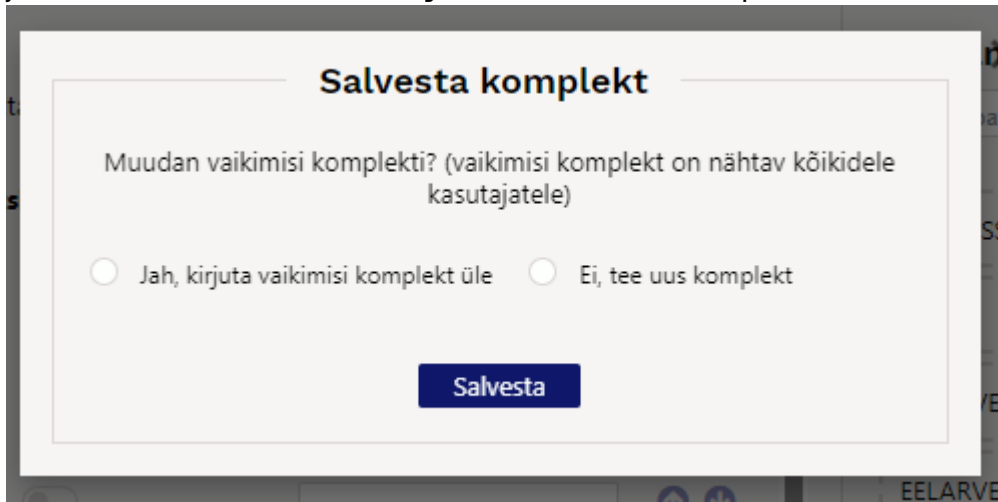 Salvesta komplekt
Muudan vaikimisi komplekti? (vaikimisi komplekt on nähtav kõikidele
kasutajatele)
Jah, kirjuta vaikimisi komplekt üle
Ei, tee uus komplekt
Salvesta